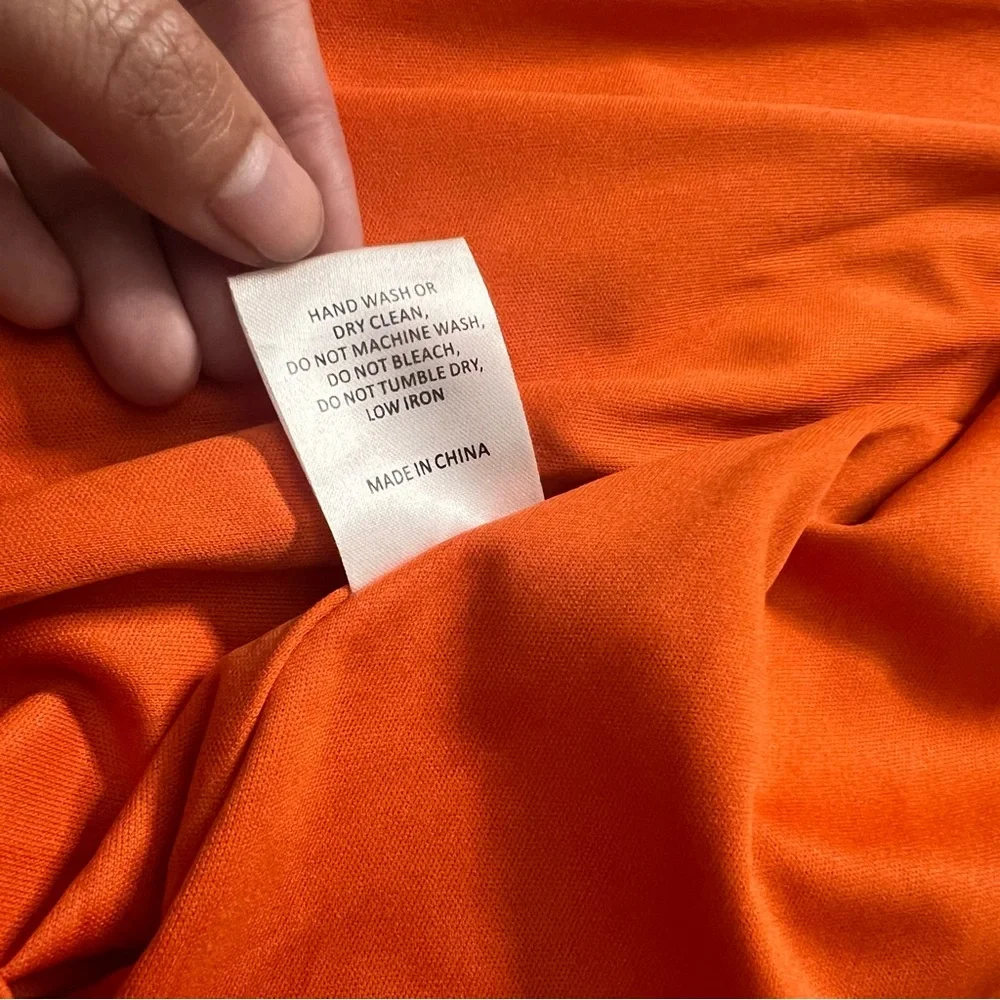 HAND WASH OR
DRY CLEAN,
DO NOT MACHINE WASH,
DO NOT BLEACH,
DO NOT TUMBLE DRY,
LOW IRON
MADE IN CHINA